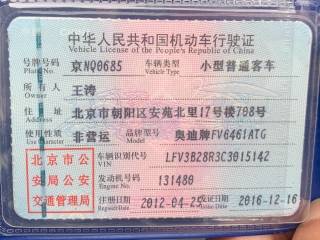 中华人民共和国机动车行驶证
Vehicle License of the People's Republic of China
号牌号码 京NQ0685 车辆类型 小型普通客车
Plate No. Vehicle Type
所有人 王涛
Owner
住址 北京市朝阳区安苑北里17号楼708号
Address
使用性质 非营运 品牌型号 奥迪牌FV6461ATG
Use Character Model
北京市公
安局公安
交通管理局
车辆识别代号 LFV3B28R3C3015142
VIN
发动机号码 131480
Engine No.
注册日期 2012-04-25 发证日期 2016-12-16
Register Date Issue Date